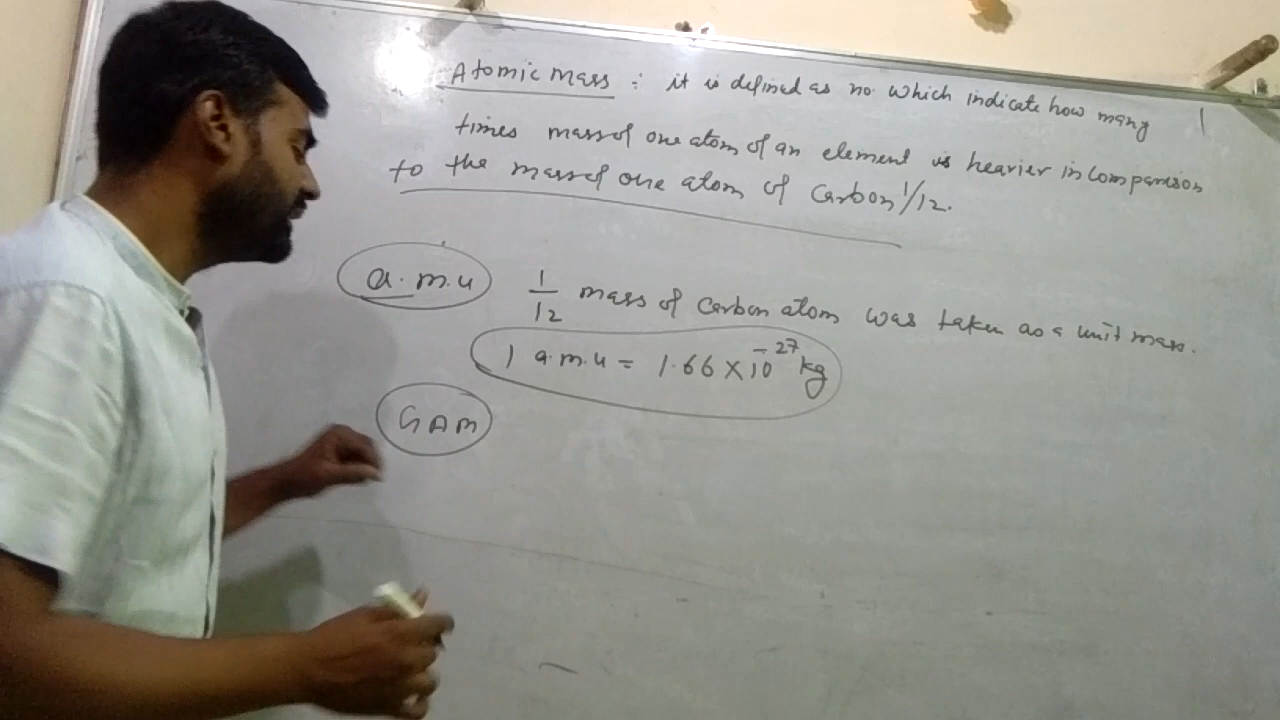 Atomic Mass : it is defined as no. which indicate how many
times mass of one atom of an element is heavier in comparison
to the mass of one atom of Carbon 1/12.
a.m.u 1/12 mass of carbon atom was taken as a unit mass.
1 a.m.u = 1.66 × 10⁻²⁷ kg
GAM